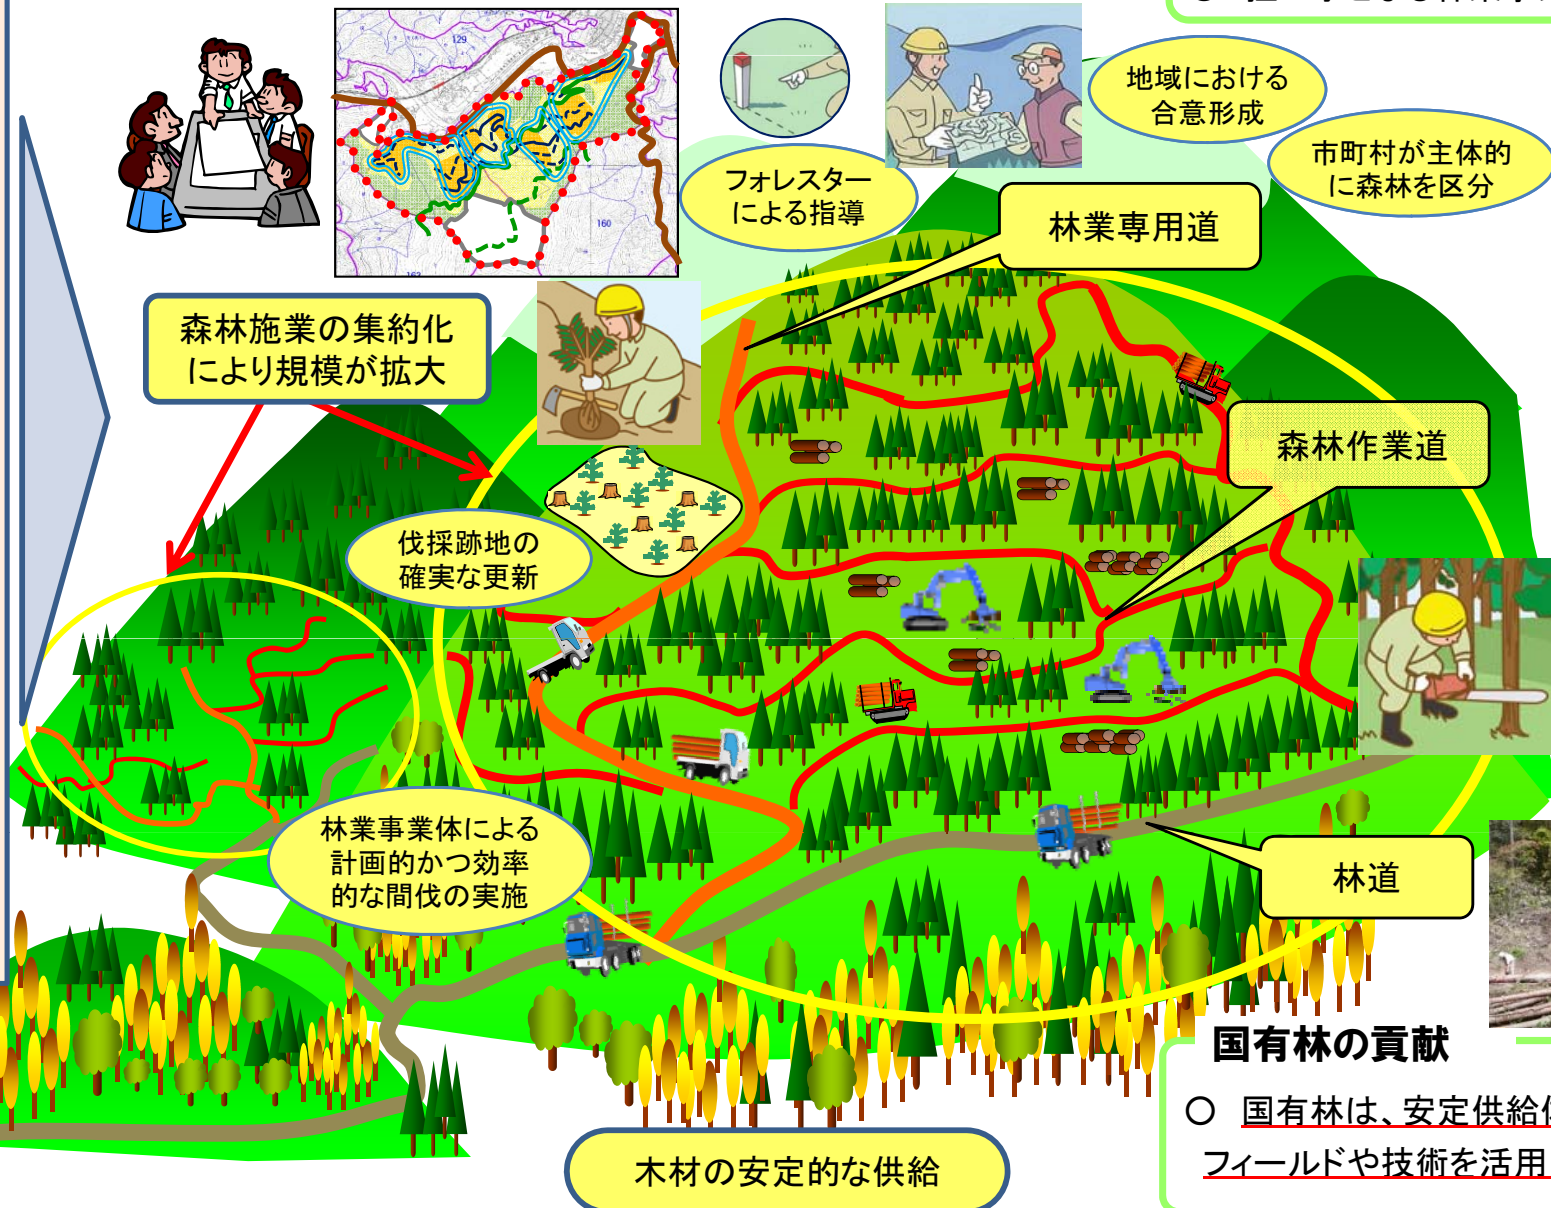 129
160
地域における
合意形成
市町村が主体的
に森林を区分
フォレスター
による指導
林業専用道
森林施業の集約化
により規模が拡大
森林作業道
伐採跡地の
確実な更新
林業事業体による
計画的かつ効率
的な間伐の実施
林道
国有林の貢献
○ 国有林は、安定供給
フィールドや技術を活用
木材の安定的な供給